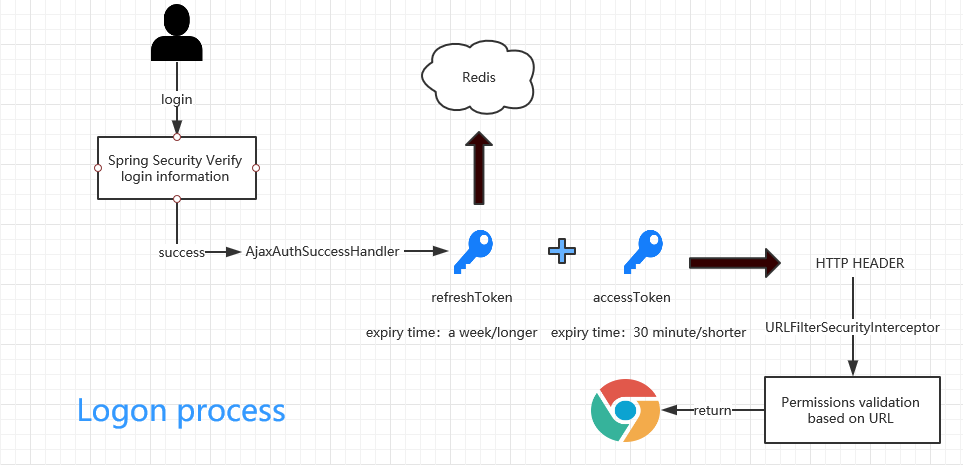 login
Spring Security Verify
login information
success
AjaxAuthSuccessHandler
Redis
refreshToken
accessToken
expiry time: a week/longer
expiry time: 30 minute/shorter
HTTP HEADER
URLFilterSecurityInterceptor
Permissions validation
based on URL
return
Logon process